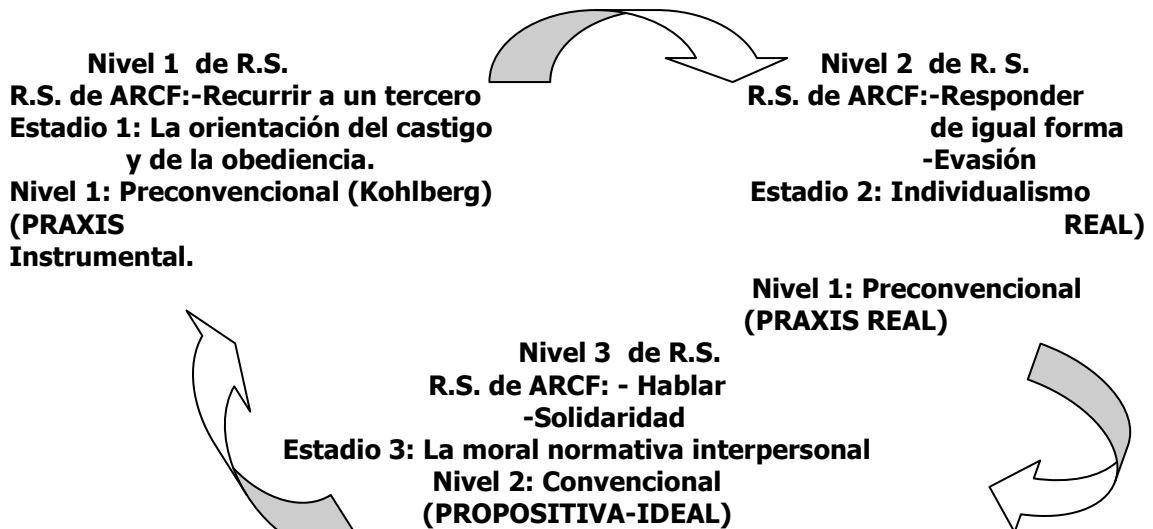 Nivel 1 de R.S.
R.S. de ARCF:-Recurrir a un tercero
Estadio 1: La orientación del castigo
y de la obediencia.
Nivel 1: Preconvencional (Kohlberg)
(PRAXIS
Instrumental.
Nivel 2 de R. S.
R.S. de ARCF:-Responder
de igual forma
-Evasión
Estadio 2: Individualismo
REAL)
Nivel 1: Preconvencional
(PRAXIS REAL)
Nivel 3 de R.S.
R.S. de ARCF: - Hablar
-Solidaridad
Estadio 3: La moral normativa interpersonal
Nivel 2: Convencional
(PROPOSITIVA-IDEAL)